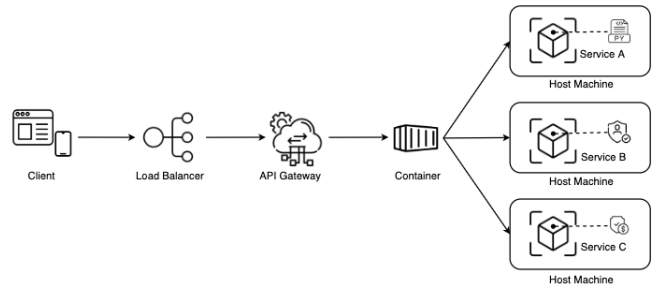 Client
Load Balancer
API Gateway
Container
PY
Service A
Host Machine
Service B
Host Machine
Service C
Host Machine